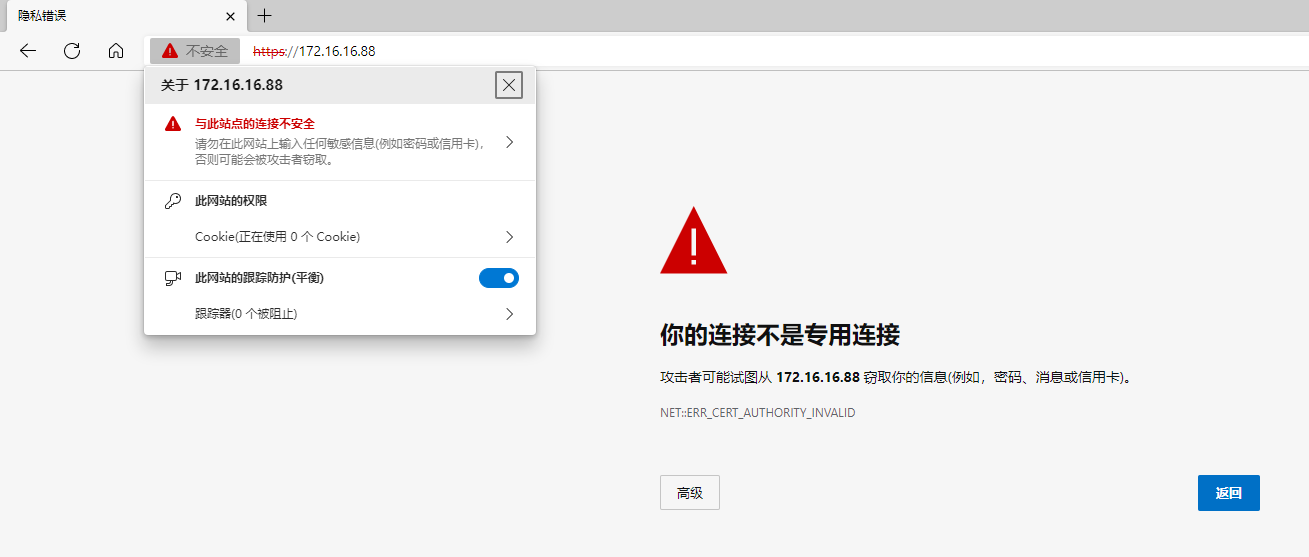 隐私错误
不安全
https://172.16.16.88
关于 172.16.16.88
与此站点的连接不安全
请勿在此网站上输入任何敏感信息(例如密码或信用卡)，
否则可能会被攻击者窃取。
此网站的权限
Cookie(正在使用 0 个 Cookie)
此网站的跟踪防护(平衡)
跟踪器(0 个被阻止)
你的连接不是专用连接
攻击者可能试图从 172.16.16.88 窃取你的信息(例如，密码、消息或信用卡)。
NET::ERR_CERT_AUTHORITY_INVALID
高级
返回